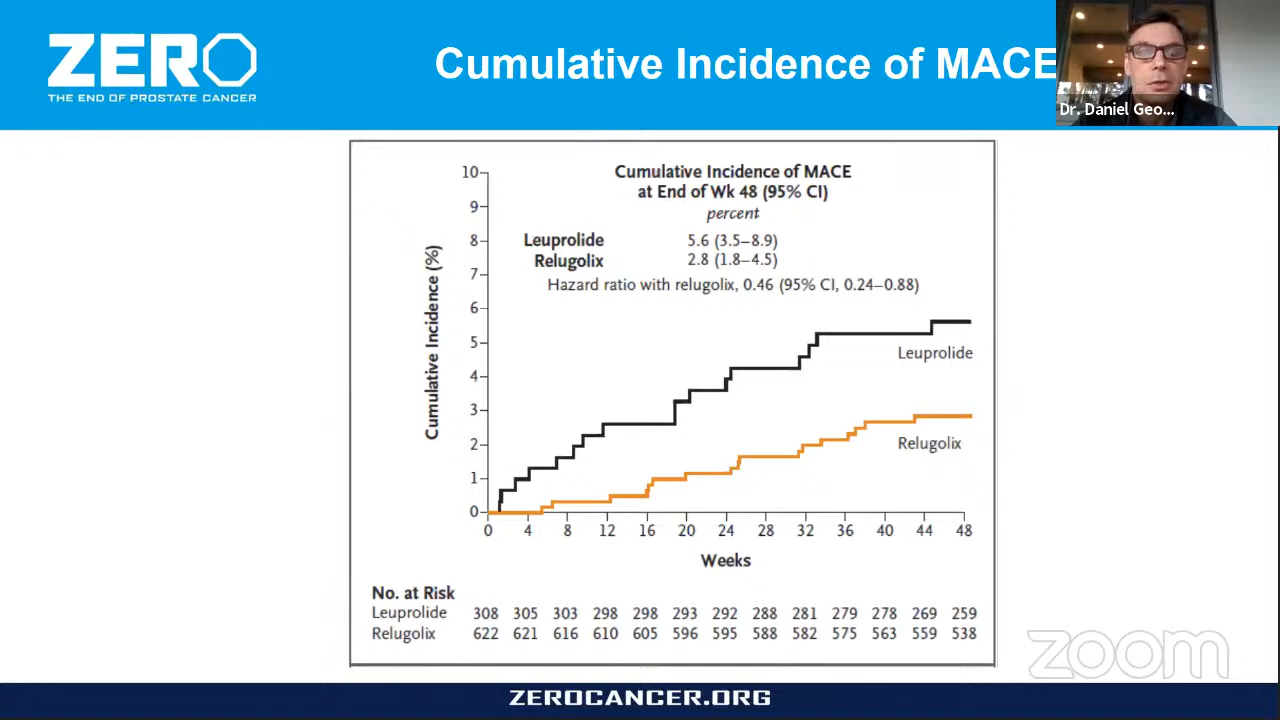 ZERO
THE END OF PROSTATE CANCER
Cumulative Incidence of MACE
Dr. Daniel Geo...
Cumulative Incidence of MACE
at End of Wk 48 (95% CI)
percent
Leuprolide 5.6 (3.5–8.9)
Relugolix 2.8 (1.8–4.5)
Hazard ratio with relugolix, 0.46 (95% CI, 0.24–0.88)
Cumulative Incidence (%)
10
9
8
7
6
5
4
3
2
1
0
Leuprolide
Relugolix
0 4 8 12 16 20 24 28 32 36 40 44 48
Weeks
No. at Risk
Leuprolide 308 305 303 298 298 293 292 288 281 279 278 269 259
Relugolix 622 621 616 610 605 596 595 588 582 575 563 559 538
zoom
ZEROCANCER.ORG